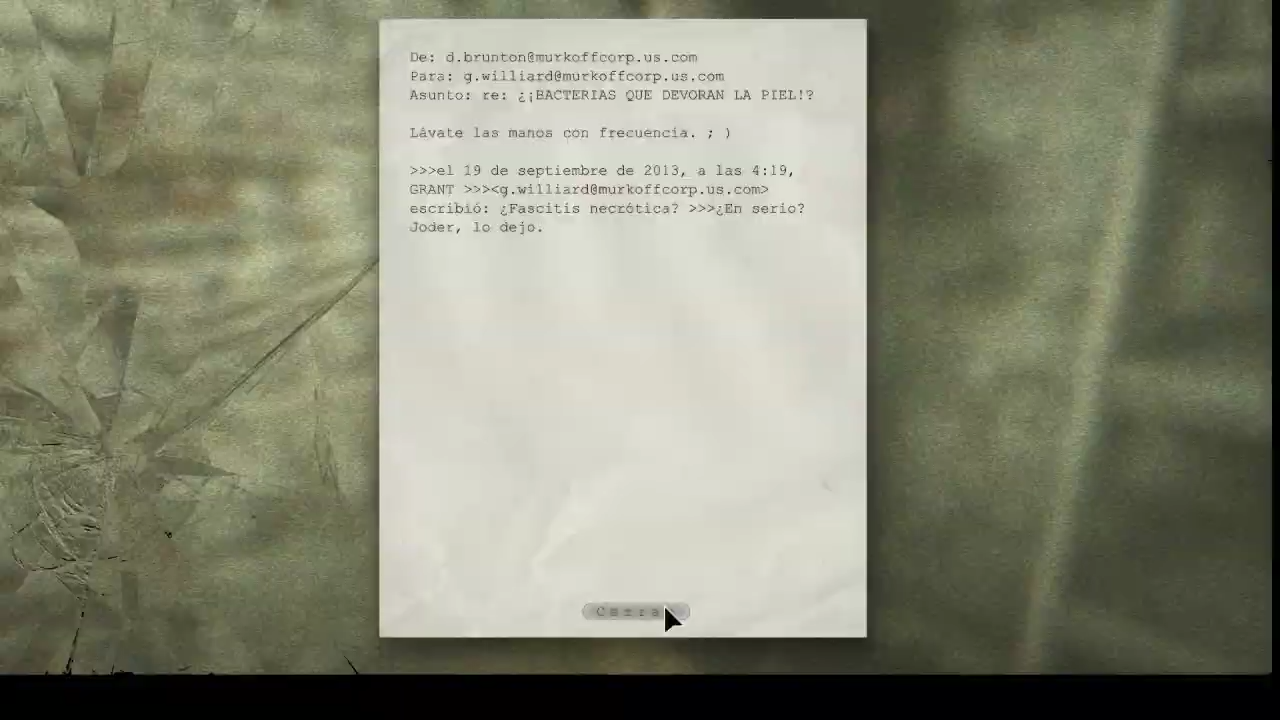 De: d.brunton@murkoffcorp.us.com
Para: g.williard@murkoffcorp.us.com
Asunto: re: ¿¡BACTERIAS QUE DEVORAN LA PIEL!?
Lávate las manos con frecuencia. ; )
>>>el 19 de septiembre de 2013, a las 4:19,
GRANT >>><g.williard@murkoffcorp.us.com>
escribió: ¿Fascitis necrótica? >>>¿En serio?
Joder, lo dejo.